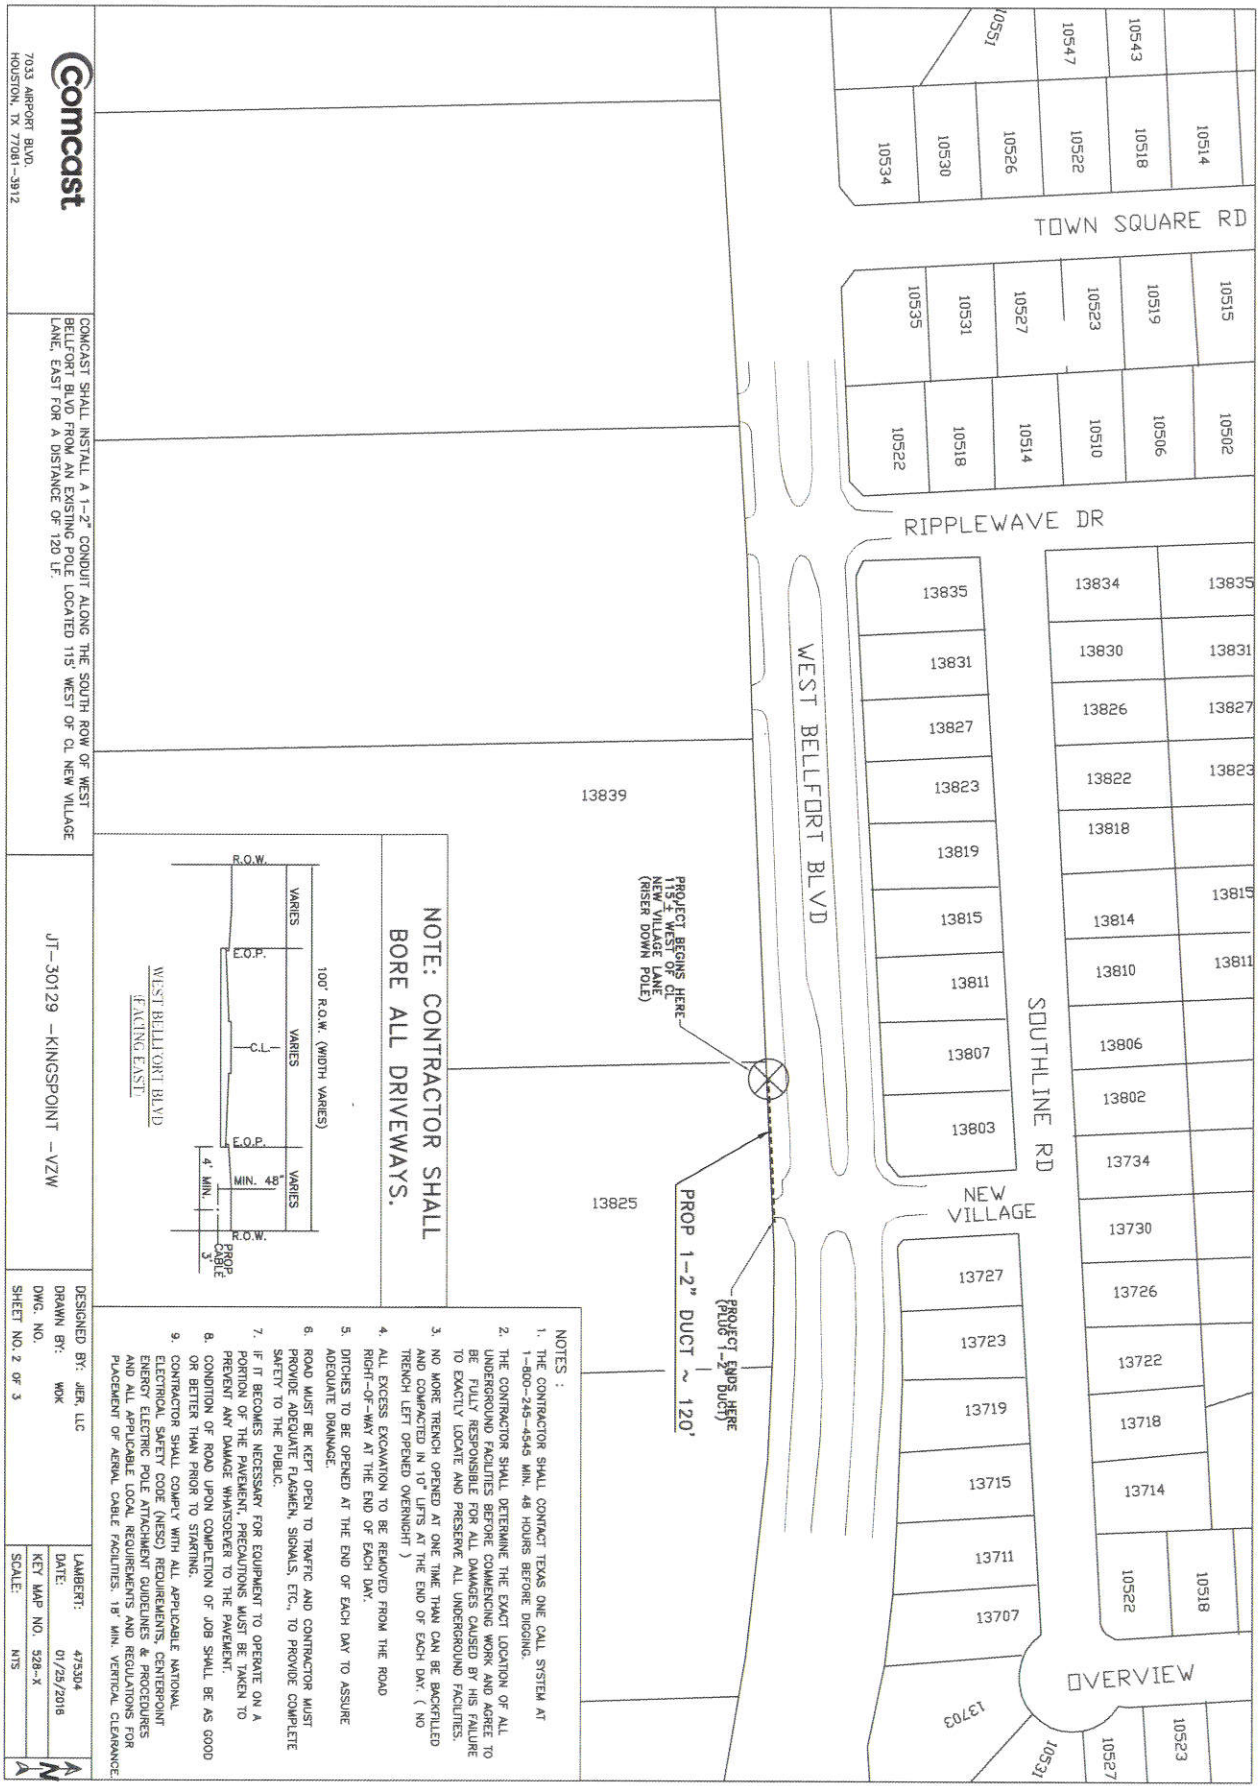 10551
10547
10543
10534
10530
10526
10522
10518
10514
TOWN SQUARE RD
10535
10531
10527
10523
10519
10515
10522
10518
10514
10510
10506
10502
RIPPLEWAVE DR
13835
13834
13835
13831
13830
13831
13827
13826
13827
13823
13822
13823
13819
13818
13815
13814
13815
13811
13810
13811
13807
13806
13803
13802
13734
13730
WEST BELLFORT BLVD
SOUTHLINE RD
NEW
VILLAGE
13727
13726
13723
13722
13719
13718
13715
13714
13711
13707
10522
10518
OVERVIEW
13703
10531
10527
10523
13839
13825
PROJECT BEGINS HERE
115'± WEST OF CL
NEW VILLAGE LANE
(RISER DOWN POLE)
PROP 1-2" DUCT ~ 120'
PROJECT ENDS HERE
(PLUG 1-2" DUCT)
NOTE: CONTRACTOR SHALL
BORE ALL DRIVEWAYS.
100' R.O.W. (WIDTH VARIES)
VARIES
VARIES
VARIES
R.O.W.
E.O.P.
C.L.
E.O.P.
MIN. 48"
R.O.W.
4' MIN.
3'
PROP
CABLE
WEST BELLFORT BLVD
(FACING EAST)
NOTES :
1. THE CONTRACTOR SHALL CONTACT TEXAS ONE CALL SYSTEM AT
1-800-245-4545 MIN. 48 HOURS BEFORE DIGGING.
2. THE CONTRACTOR SHALL DETERMINE THE EXACT LOCATION OF ALL
UNDERGROUND FACILITIES BEFORE COMMENCING WORK AND AGREE TO
BE FULLY RESPONSIBLE FOR ALL DAMAGES CAUSED BY HIS FAILURE
TO EXACTLY LOCATE AND PRESERVE ALL UNDERGROUND FACILITIES.
3. NO MORE TRENCH OPENED AT ONE TIME THAN CAN BE BACKFILLED
AND COMPACTED IN 10" LIFTS AT THE END OF EACH DAY. ( NO
TRENCH LEFT OPENED OVERNIGHT )
4. ALL EXCESS EXCAVATION TO BE REMOVED FROM THE ROAD
RIGHT-OF-WAY AT THE END OF EACH DAY.
5. DITCHES TO BE OPENED AT THE END OF EACH DAY TO ASSURE
ADEQUATE DRAINAGE.
6. ROAD MUST BE KEPT OPEN TO TRAFFIC AND CONTRACTOR MUST
PROVIDE ADEQUATE FLAGMEN, SIGNALS, ETC., TO PROVIDE COMPLETE
SAFETY TO THE PUBLIC.
7. IF IT BECOMES NECESSARY FOR EQUIPMENT TO OPERATE ON A
PORTION OF THE PAVEMENT, PRECAUTIONS MUST BE TAKEN TO
PREVENT ANY DAMAGE WHATSOEVER TO THE PAVEMENT.
8. CONDITION OF ROAD UPON COMPLETION OF JOB SHALL BE AS GOOD
OR BETTER THAN PRIOR TO STARTING.
9. CONTRACTOR SHALL COMPLY WITH ALL APPLICABLE NATIONAL
ELECTRICAL SAFETY CODE (NESC) REQUIREMENTS, CENTERPOINT
ENERGY ELECTRIC POLE ATTACHMENT GUIDELINES & PROCEDURES
AND ALL APPLICABLE LOCAL REQUIREMENTS AND REGULATIONS FOR
PLACEMENT OF AERIAL CABLE FACILITIES. 18' MIN. VERTICAL CLEARANCE.
comcast
7033 AIRPORT BLVD.
HOUSTON, TX 77061-3912
COMCAST SHALL INSTALL A 1-2" CONDUIT ALONG THE SOUTH ROW OF WEST
BELLFORT BLVD FROM AN EXISTING POLE LOCATED 115' WEST OF CL NEW VILLAGE
LANE, EAST FOR A DISTANCE OF 120 LF.
JT-30129 -KINGSPOINT -VZW
DESIGNED BY: JIER, LLC
DRAWN BY: WDK
DWG. NO.
SHEET NO. 2 OF 3
LAMBERT: 475304
DATE: 01/25/2016
KEY MAP NO. 528-X
SCALE: NTS
N